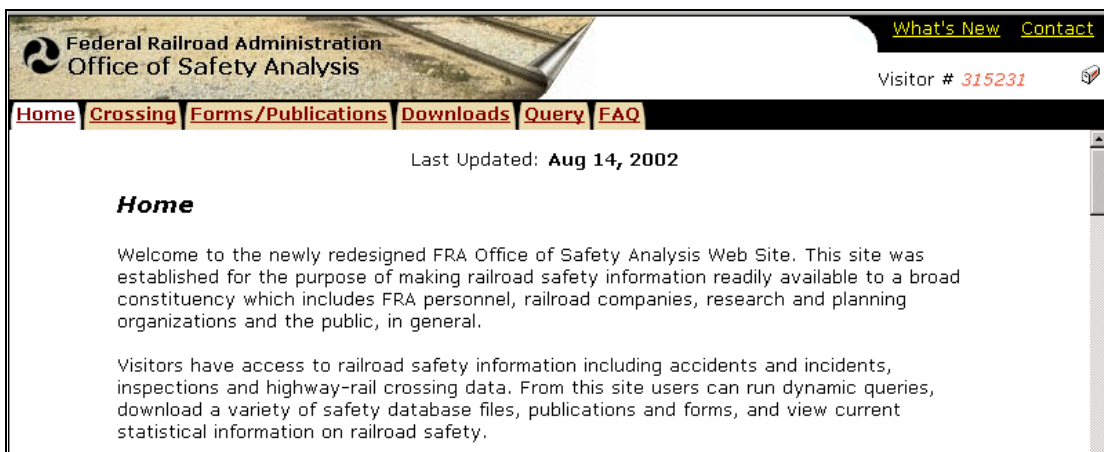 Federal Railroad Administration
Office of Safety Analysis
What's New Contact
Visitor # 315231
Home Crossing Forms/Publications Downloads Query FAQ
Last Updated: Aug 14, 2002
Home
Welcome to the newly redesigned FRA Office of Safety Analysis Web Site. This site was
established for the purpose of making railroad safety information readily available to a broad
constituency which includes FRA personnel, railroad companies, research and planning
organizations and the public, in general.
Visitors have access to railroad safety information including accidents and incidents,
inspections and highway-rail crossing data. From this site users can run dynamic queries,
download a variety of safety database files, publications and forms, and view current
statistical information on railroad safety.